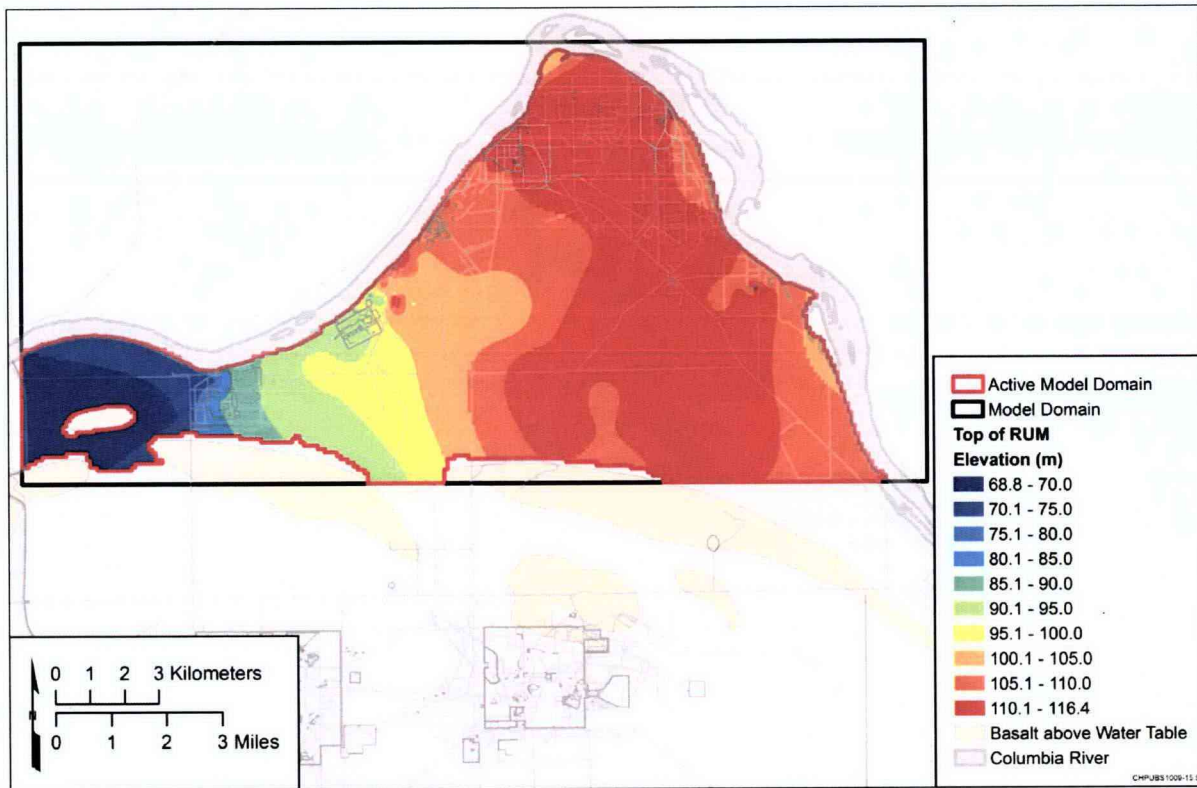 Active Model Domain
Model Domain
Top of RUM
Elevation (m)
68.8 - 70.0
70.1 - 75.0
75.1 - 80.0
80.1 - 85.0
85.1 - 90.0
90.1 - 95.0
95.1 - 100.0
100.1 - 105.0
105.1 - 110.0
110.1 - 116.4
Basalt above Water Table
Columbia River
0 1 2 3 Kilometers
0 1 2 3 Miles